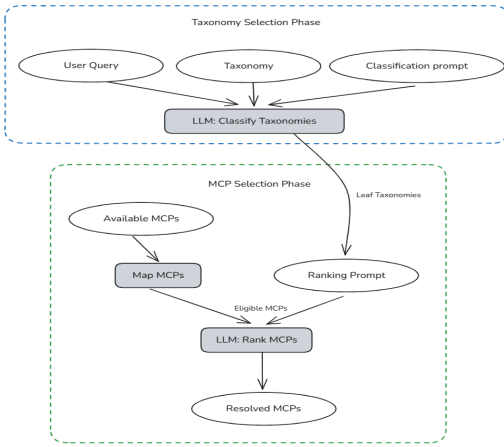 Taxonomy Selection Phase
User Query
Taxonomy
Classification prompt
LLM: Classify Taxonomies
MCP Selection Phase
Leaf Taxonomies
Available MCPs
Map MCPs
Ranking Prompt
Eligible MCPs
LLM: Rank MCPs
Resolved MCPs